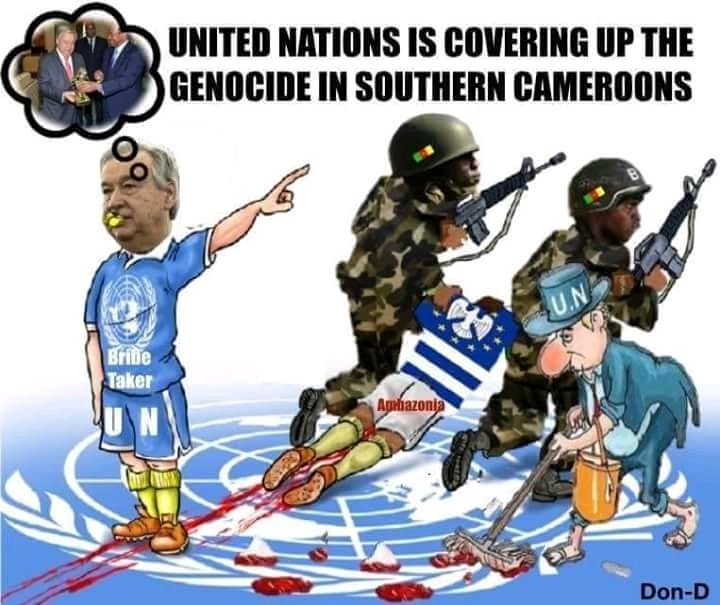 UNITED NATIONS IS COVERING UP THE
GENOCIDE IN SOUTHERN CAMEROONS
B
U.N
Bribe
Taker
Ambazonia
U N
Don-D